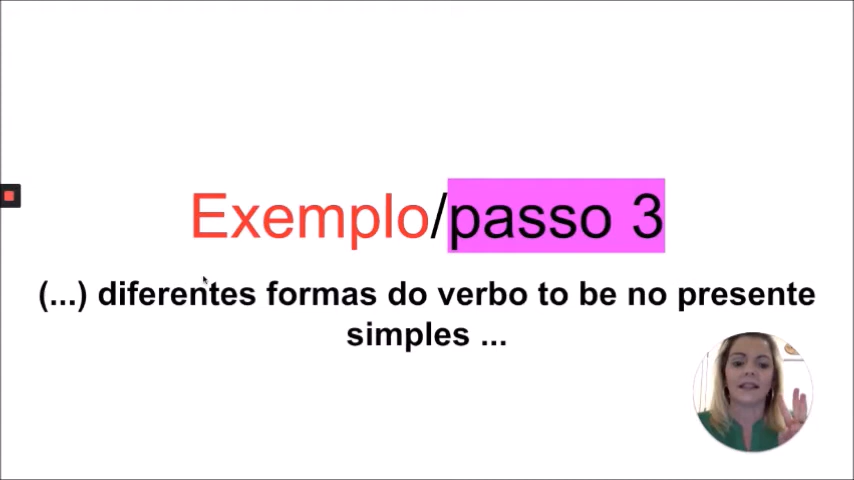 Exemplo/passo 3
(...) diferentes formas do verbo to be no presente
simples ...